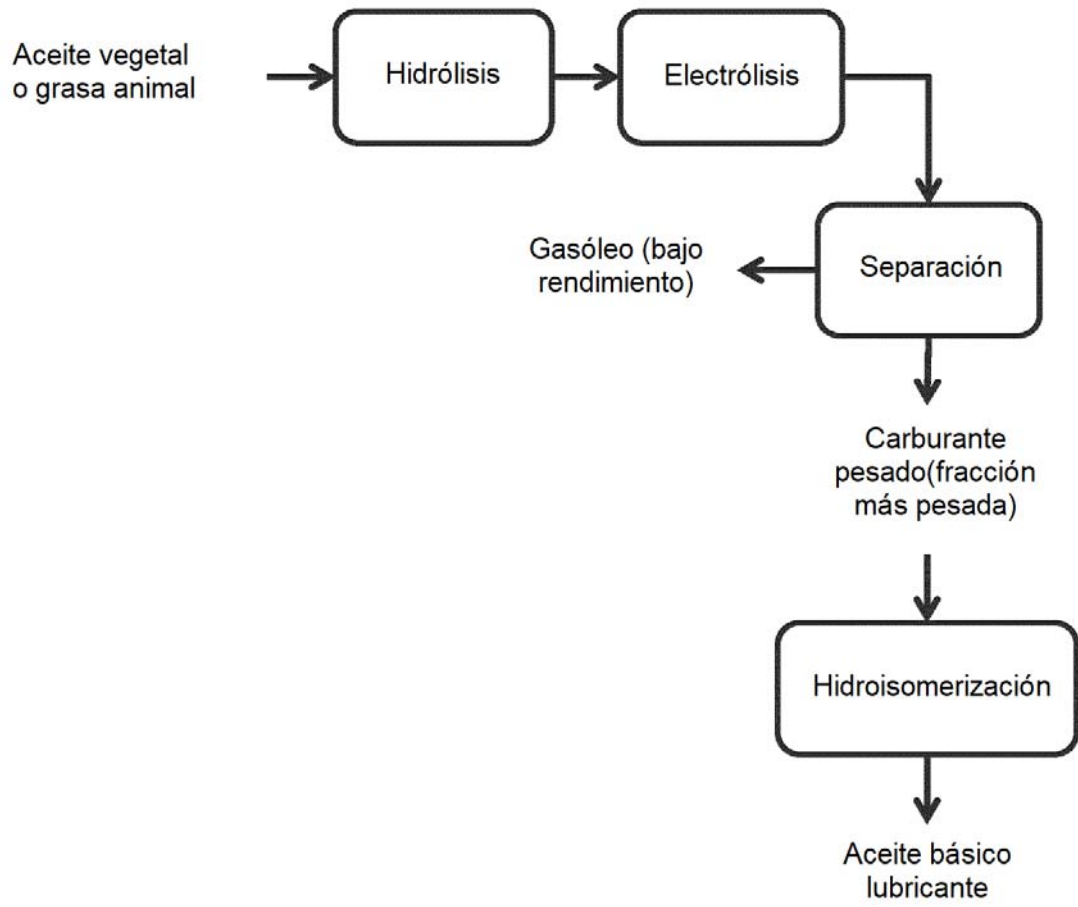 Aceite vegetal
o grasa animal
Hidrólisis
Electrólisis
Gasóleo (bajo
rendimiento)
Separación
Carburante
pesado(fracción
más pesada)
Hidroisomerización
Aceite básico
lubricante